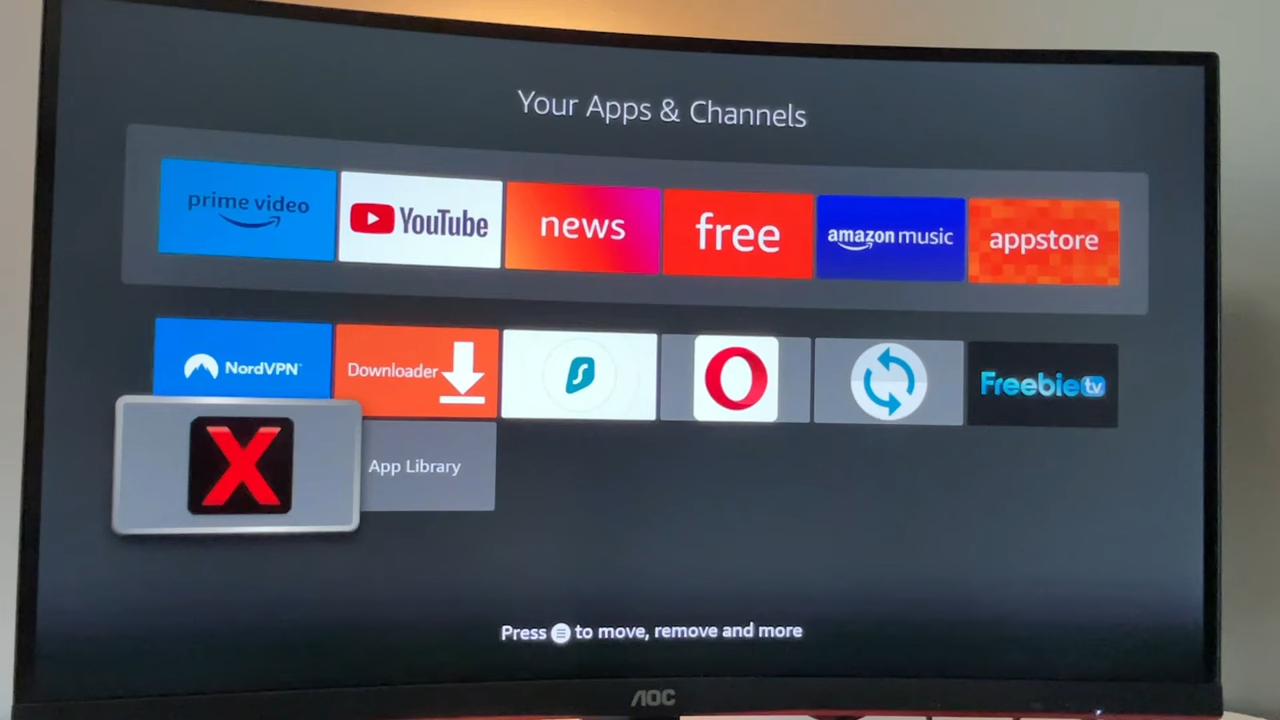 Your Apps & Channels
prime video
YouTube
news
free
amazon music
appstore
NordVPN
Downloader
Freebie tv
X
App Library
Press to move, remove and more
AOC